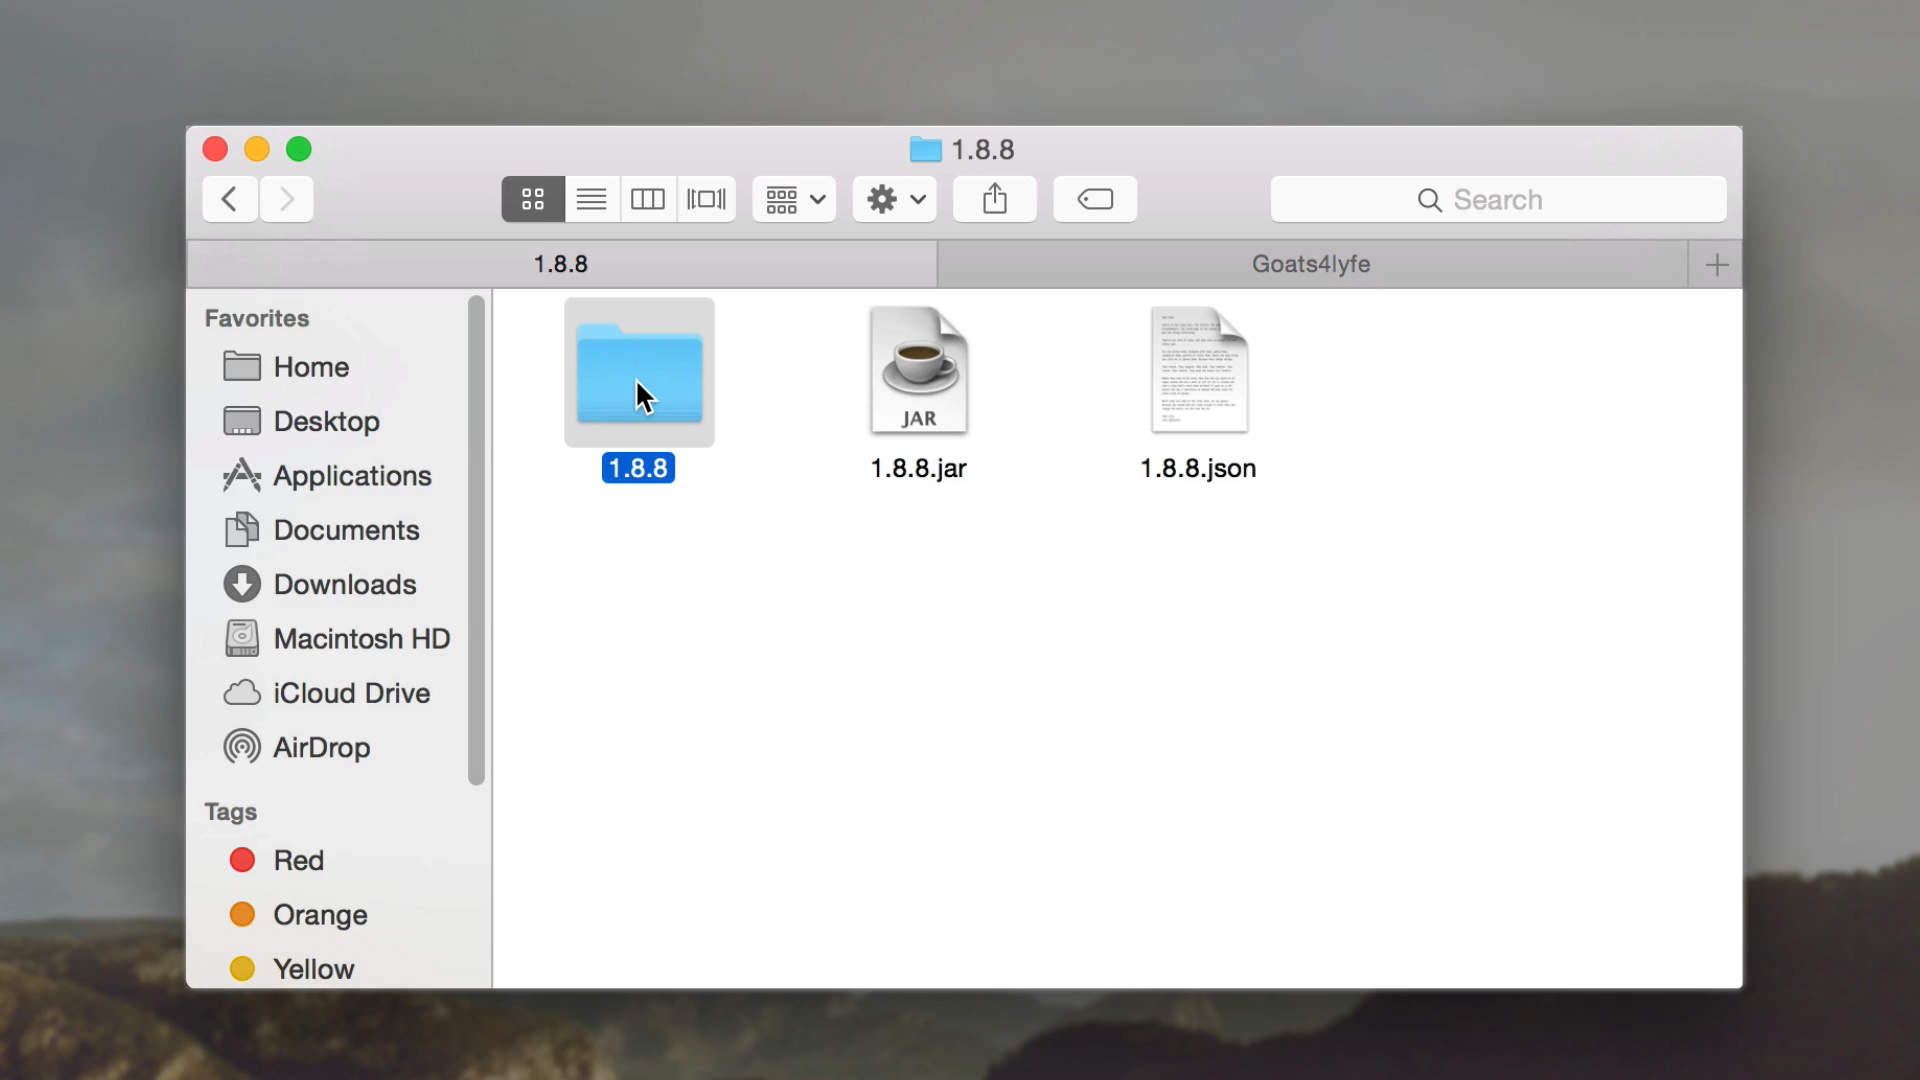 1.8.8
Search
1.8.8
Goats4lyfe
Favorites
Home
Desktop
Applications
Documents
Downloads
Macintosh HD
iCloud Drive
AirDrop
Tags
Red
Orange
Yellow
1.8.8
JAR
1.8.8.jar
1.8.8.json